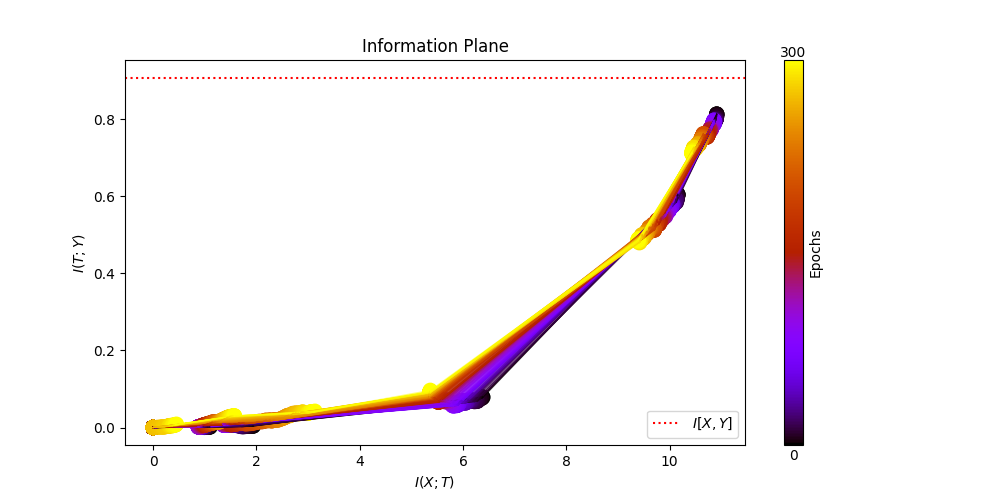 Information Plane
300
0.8
0.6
0.4
0.2
0.0
I(T; Y)
Epochs
I[X, Y]
0
0 2 4 6 8 10
I(X; T)